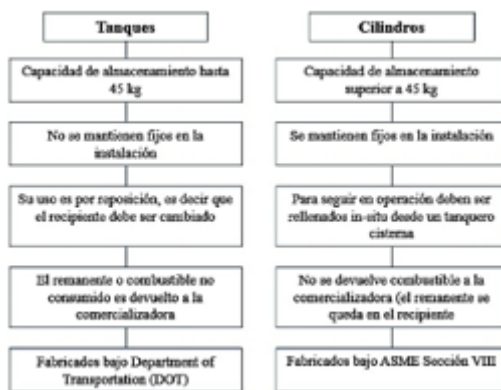 Tanques
Capacidad de almacenamiento hasta
45 kg
No se mantienen fijos en la
instalación
Su uso es por reposición, es decir que
el recipiente debe ser cambiado
El remanente o combustible no
consumido es devuelto a la
comercializadora
Fabricados bajo Department of
Transportation (DOT)
Cilindros
Capacidad de almacenamiento
superior a 45 kg
Se mantienen fijos en la instalación
Para seguir en operación deben ser
rellenados in-situ desde un tanquero
cisterna
No se devuelve combustible a la
comercializadora (el remanente se
queda en el recipiente
Fabricados bajo ASME Sección VIII